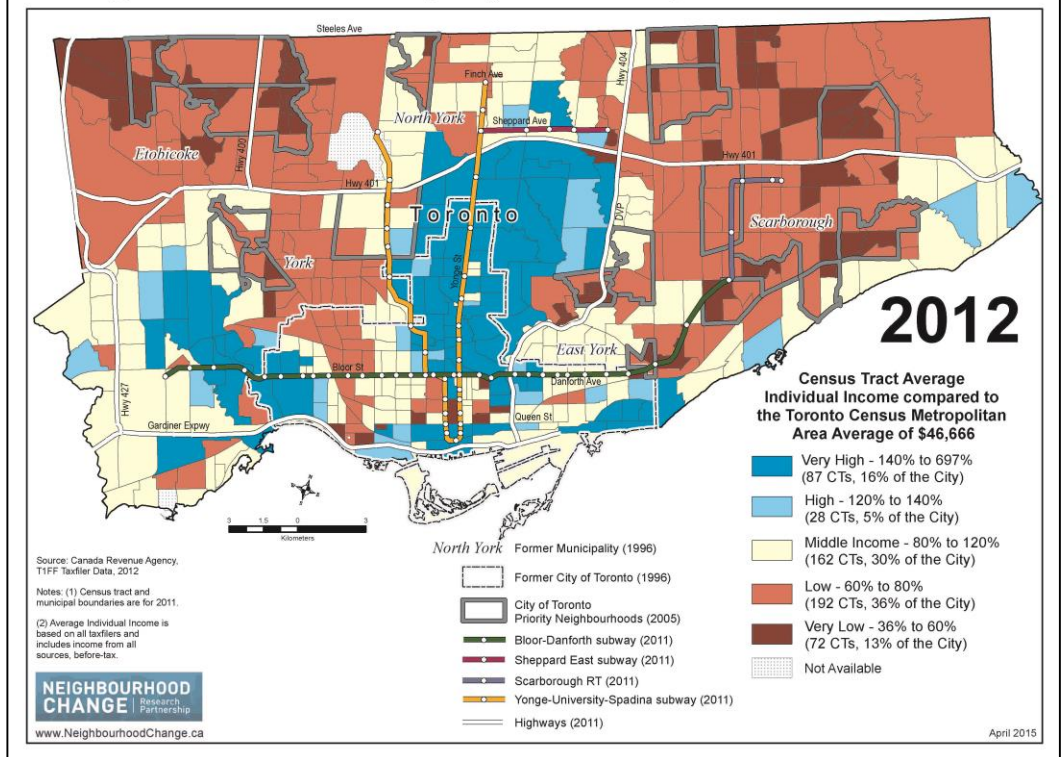 Steeles Ave
Finch Ave
Hwy 404
North York
Sheppard Ave
Etobicoke
Hwy 400
Hwy 401
Hwy 401
Toronto
DVP
Scarborough
York
Yonge St
2012
East York
Bloor St
Danforth Ave
Hwy 427
Queen St
Gardiner Expwy
Census Tract Average
Individual Income compared to
the Toronto Census Metropolitan
Area Average of $46,666
Very High - 140% to 697%
(87 CTs, 16% of the City)
High - 120% to 140%
(28 CTs, 5% of the City)
Middle Income - 80% to 120%
(162 CTs, 30% of the City)
Low - 60% to 80%
(192 CTs, 36% of the City)
Very Low - 36% to 60%
(72 CTs, 13% of the City)
Not Available
3 1.5 0 3
Kilometers
North York Former Municipality (1996)
Former City of Toronto (1996)
City of Toronto
Priority Neighbourhoods (2005)
Bloor-Danforth subway (2011)
Sheppard East subway (2011)
Scarborough RT (2011)
Yonge-University-Spadina subway (2011)
Highways (2011)
Source: Canada Revenue Agency,
T1FF Taxfiler Data, 2012
Notes: (1) Census tract and
municipal boundaries are for 2011.
(2) Average Individual Income is
based on all taxfilers and
includes income from all
sources, before-tax.
NEIGHBOURHOOD
CHANGE Research
Partnership
www.NeighbourhoodChange.ca
April 2015